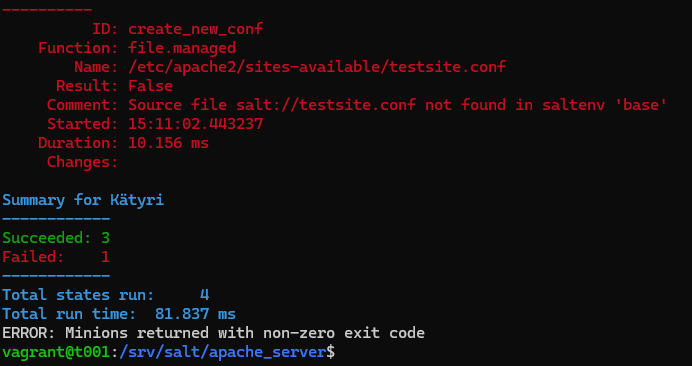 ----------
          ID: create_new_conf
    Function: file.managed
        Name: /etc/apache2/sites-available/testsite.conf
      Result: False
     Comment: Source file salt://testsite.conf not found in saltenv 'base'
     Started: 15:11:02.443237
    Duration: 10.156 ms
     Changes:
Summary for Kätyri
------------
Succeeded: 3
Failed:    1
------------
Total states run:     4
Total run time:  81.837 ms
ERROR: Minions returned with non-zero exit code
vagrant@t001:/srv/salt/apache_server$